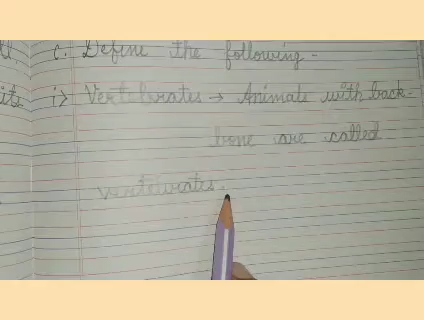 c. Define the following -
i> Vertebrates → Animals with back-
bone are called
vertebrates.